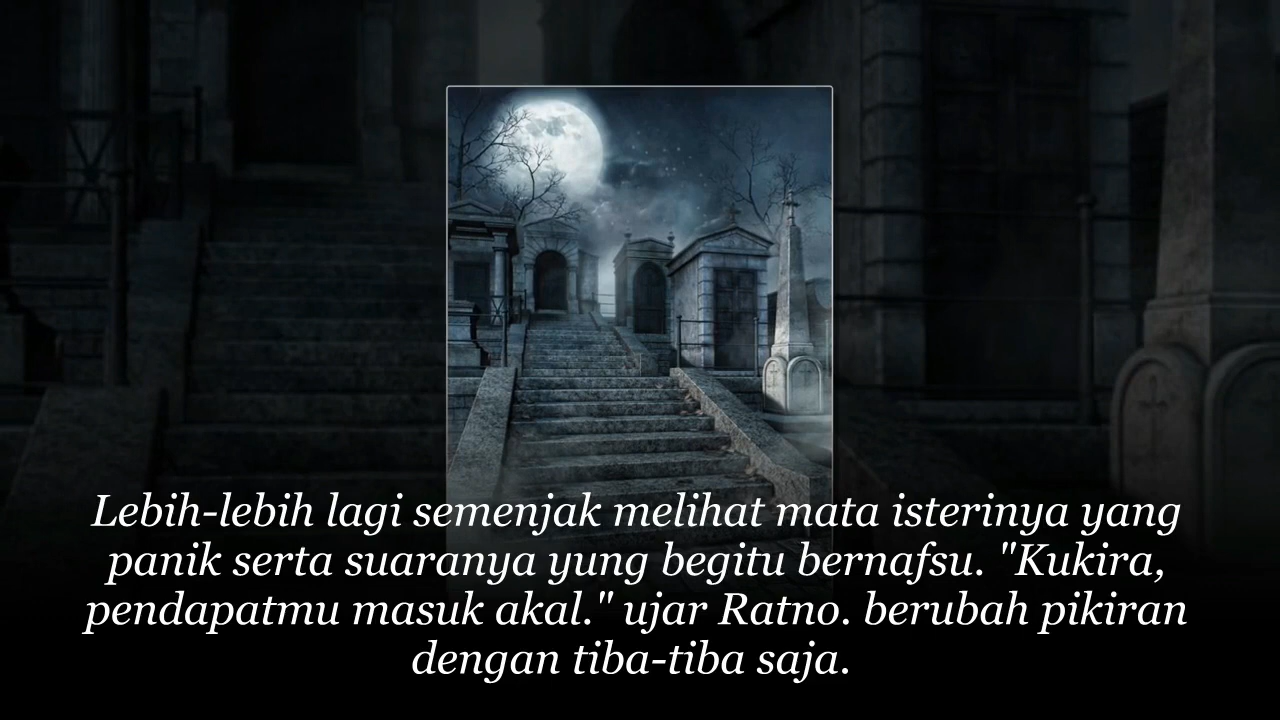 Lebih-lebih lagi semenjak melihat mata isterinya yang
panik serta suaranya yung begitu bernafsu. "Kukira,
pendapatmu masuk akal." ujar Ratno. berubah pikiran
dengan tiba-tiba saja.